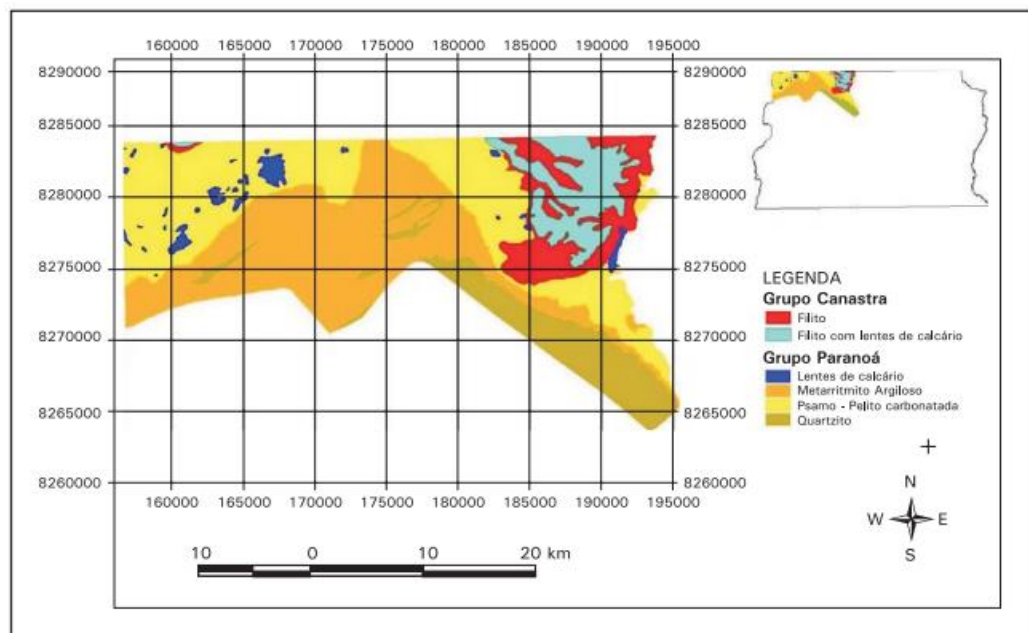 160000 165000 170000 175000 180000 185000 190000 195000
8290000 8290000
8285000 8285000
8280000 8280000
8275000 8275000
8270000 8270000
8265000 8265000
8260000 8260000
160000 165000 170000 175000 180000 185000 190000 195000
10 0 10 20 km
LEGENDA
Grupo Canastra
Filito
Filito com lentes de calcário
Grupo Paranoá
Lentes de calcário
Metarritmito Argiloso
Psamo - Pelito carbonatada
Quartzito
N
W E
S